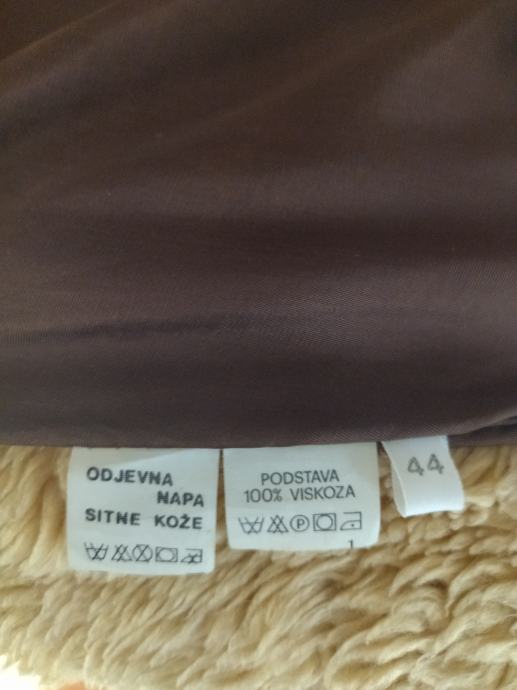 ODJEVNA
NAPA
SITNE KOŽE
PODSTAVA
100% VISKOZA
P
1
44